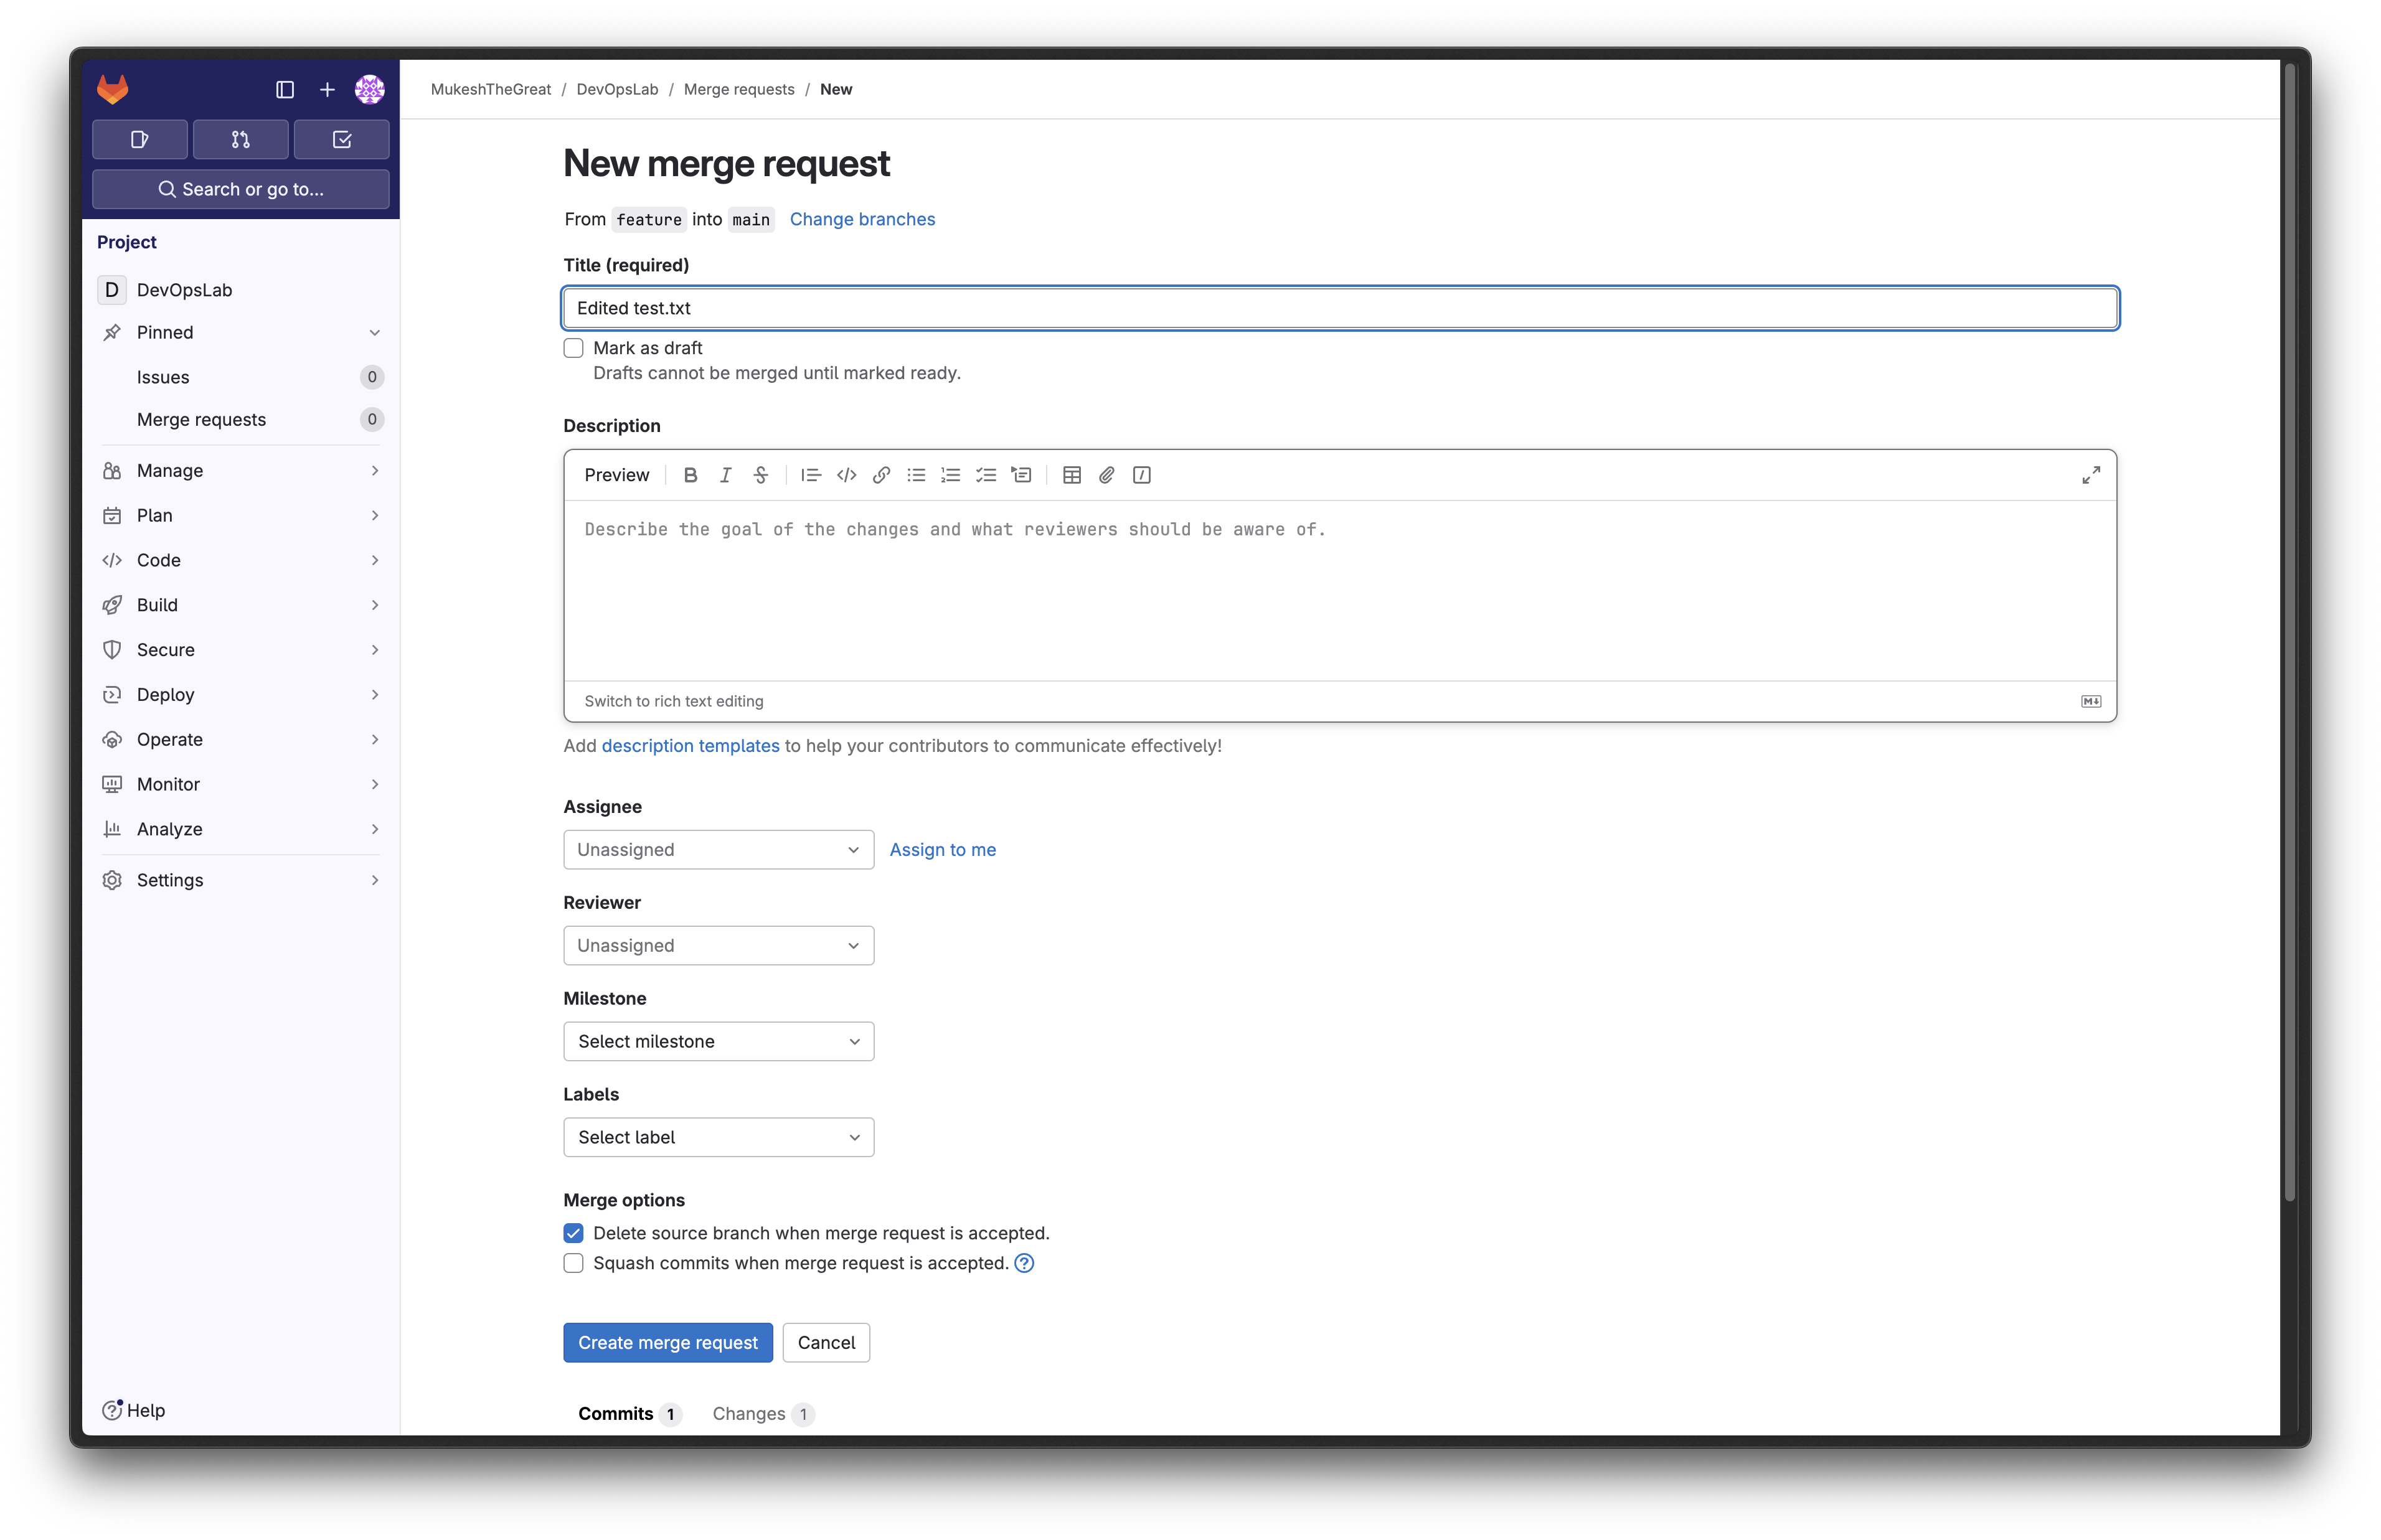 MukeshTheGreat / DevOpsLab / Merge requests / New
Search or go to...
Project
D DevOpsLab
Pinned
Issues 0
Merge requests 0
Manage
Plan
Code
Build
Secure
Deploy
Operate
Monitor
Analyze
Settings
Help
New merge request
From feature into main Change branches
Title (required)
Edited test.txt
Mark as draft
Drafts cannot be merged until marked ready.
Description
Preview
Describe the goal of the changes and what reviewers should be aware of.
Switch to rich text editing
Add description templates to help your contributors to communicate effectively!
Assignee
Unassigned Assign to me
Reviewer
Unassigned
Milestone
Select milestone
Labels
Select label
Merge options
Delete source branch when merge request is accepted.
Squash commits when merge request is accepted.
Create merge request Cancel
Commits 1 Changes 1